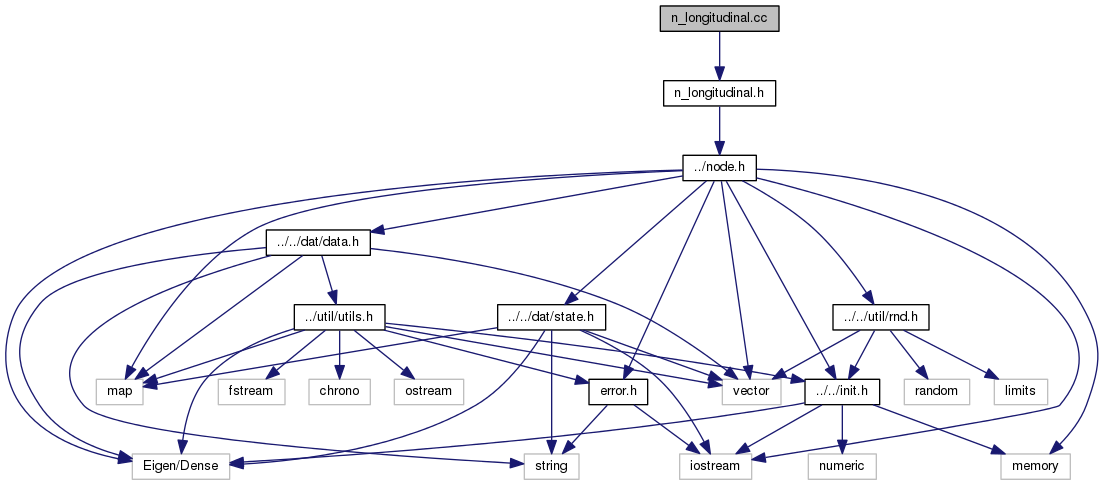 n_longitudinal.cc
n_longitudinal.h
../node.h
../../dat/data.h
../util/utils.h
../../dat/state.h
../../util/rnd.h
map
fstream
chrono
ostream
error.h
vector
../../init.h
random
limits
Eigen/Dense
string
iostream
numeric
memory